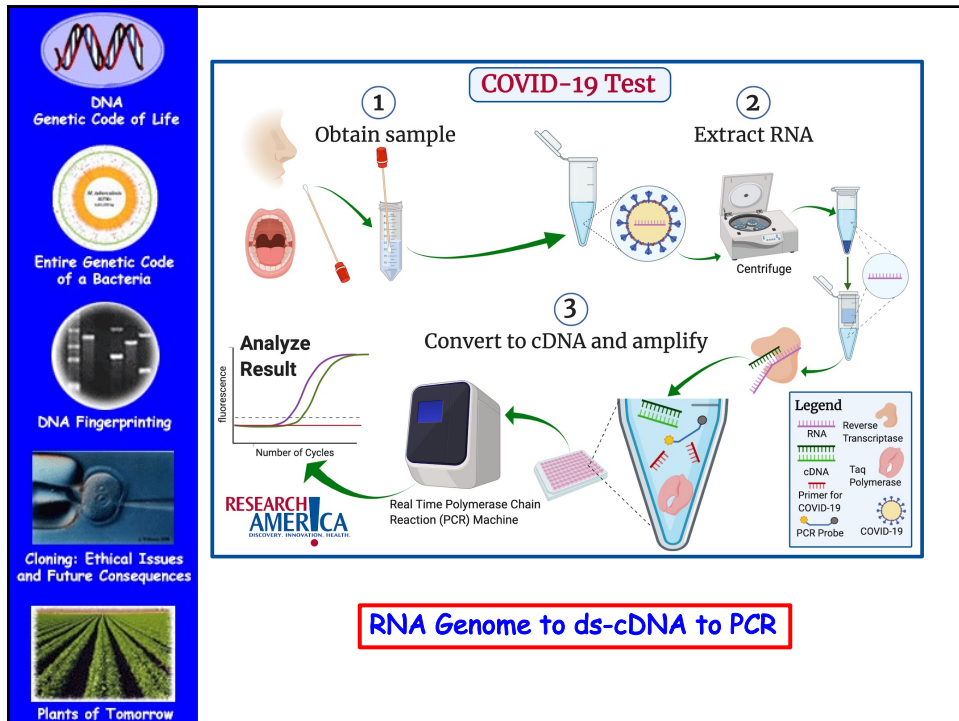 DNA
Genetic Code of Life
Entire Genetic Code
of a Bacteria
DNA Fingerprinting
Cloning: Ethical Issues
and Future Consequences
Plants of Tomorrow
COVID-19 Test
1
Obtain sample
2
Extract RNA
Centrifuge
3
Convert to cDNA and amplify
Analyze
Result
fluorescence
Number of Cycles
Real Time Polymerase Chain
Reaction (PCR) Machine
RESEARCH
AMERICA
DISCOVERY. INNOVATION. HEALTH.
Legend
RNA
Reverse
Transcriptase
cDNA
Taq
Polymerase
Primer for
COVID-19
PCR Probe
COVID-19
RNA Genome to ds-cDNA to PCR